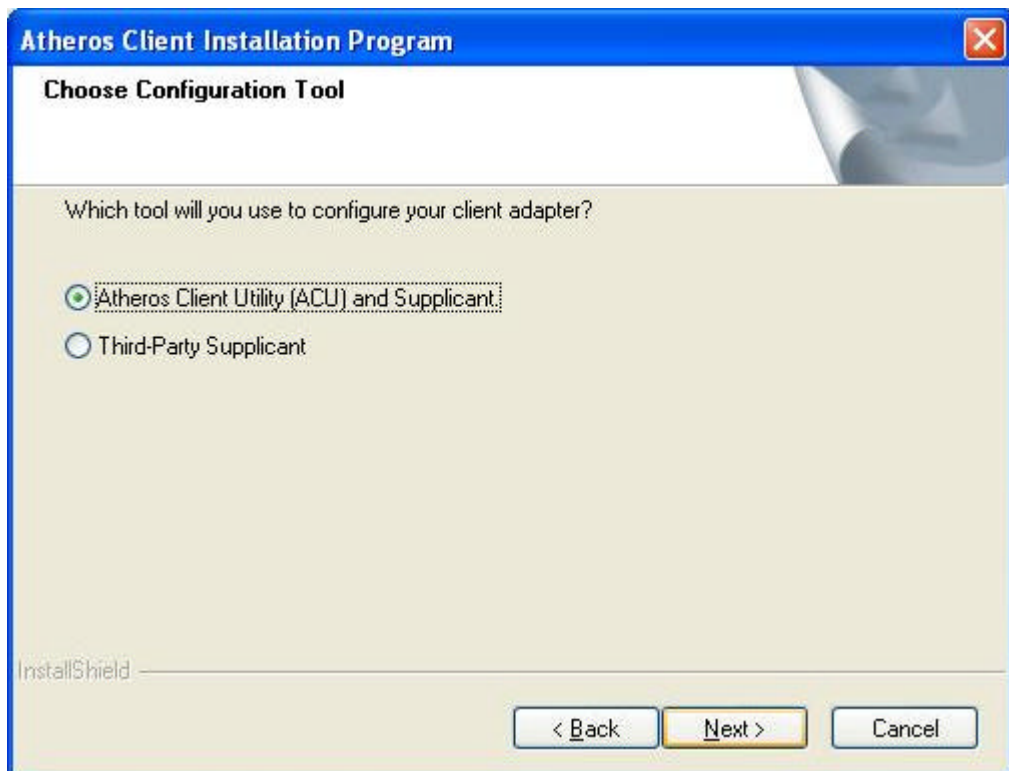 Atheros Client Installation Program
Choose Configuration Tool
Which tool will you use to configure your client adapter?
Atheros Client Utility (ACU) and Supplicant.
Third-Party Supplicant
InstallShield
< Back Next > Cancel